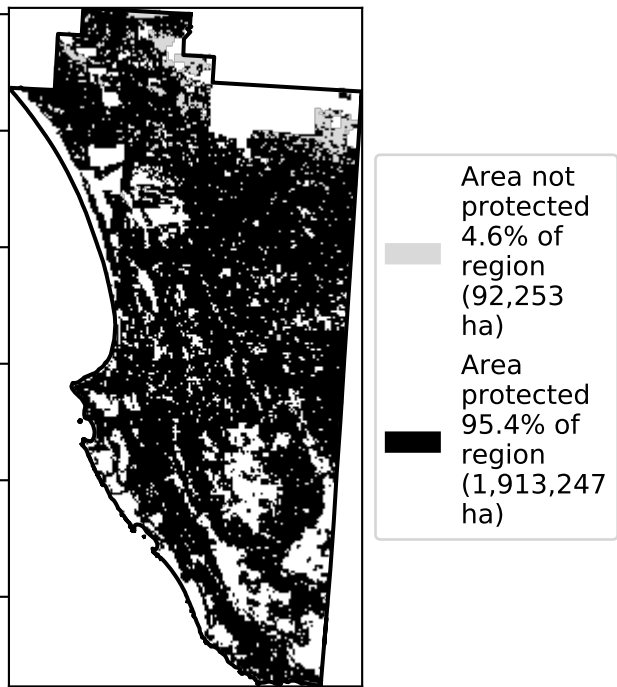 Area not
protected
4.6% of
region
(92,253
ha)
Area
protected
95.4% of
region
(1,913,247
ha)